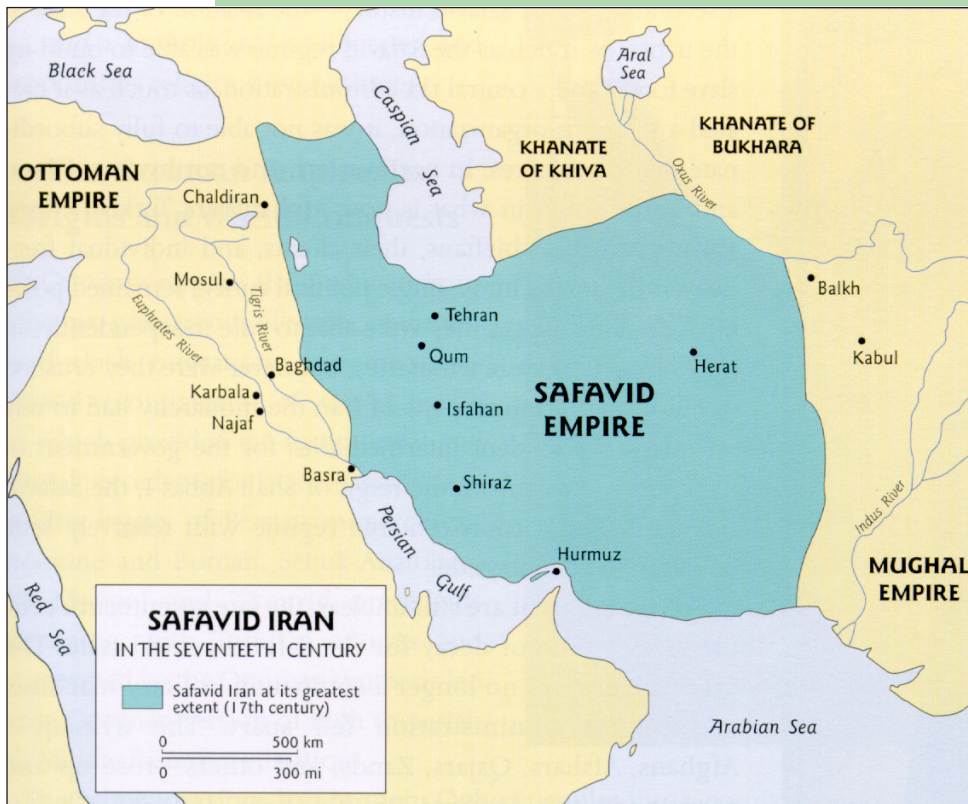 Black Sea
Aral
Sea
Caspian
Sea
KHANATE
OF KHIVA
KHANATE OF
BUKHARA
Oxus River
OTTOMAN
EMPIRE
Chaldiran
Mosul
Tigris River
Euphrates River
Tehran
Balkh
Qum
Kabul
Herat
Baghdad
Karbala
Najaf
Isfahan
SAFAVID
EMPIRE
Basra
Shiraz
Indus River
Persian
Gulf
Hurmuz
MUGHAL
EMPIRE
Red
Sea
SAFAVID IRAN
IN THE SEVENTEETH CENTURY
Safavid Iran at its greatest
extent (17th century)
0 500 km
0 300 mi
Arabian Sea